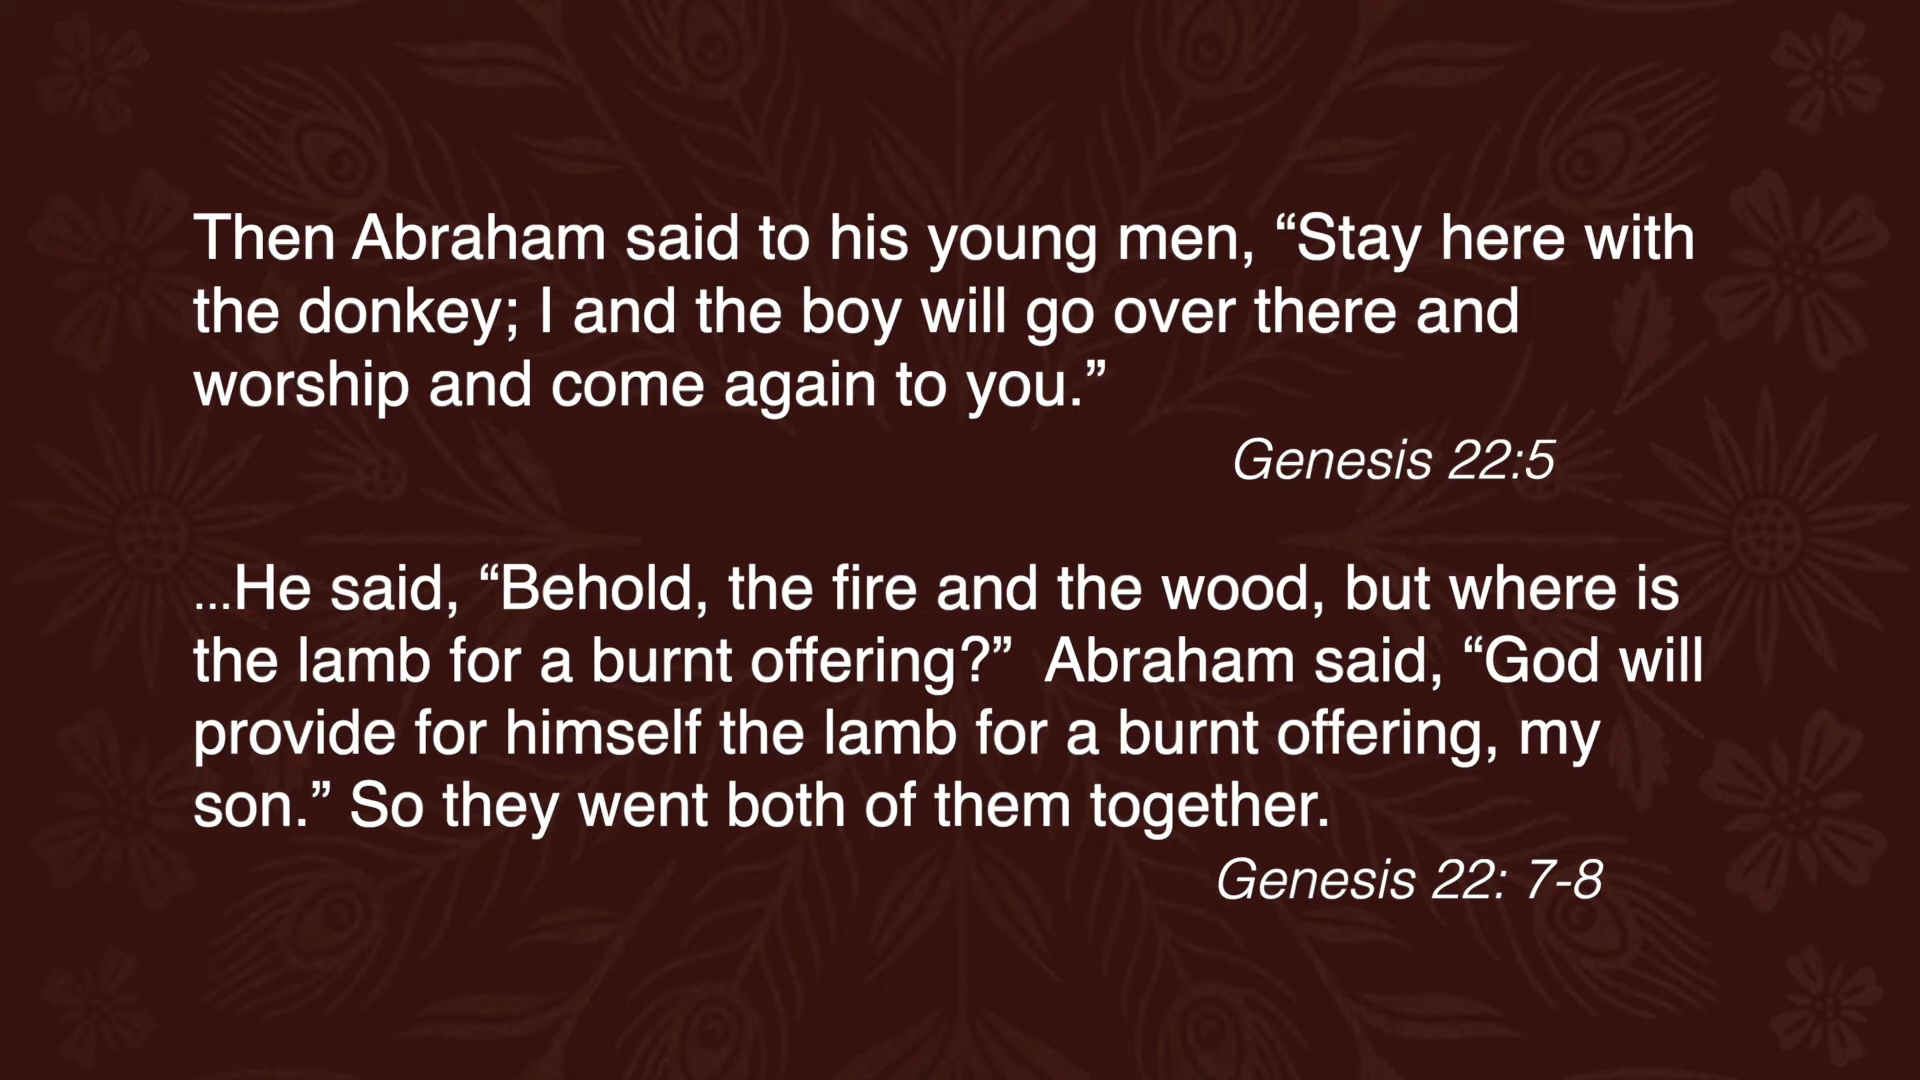 Then Abraham said to his young men, “Stay here with
the donkey; I and the boy will go over there and
worship and come again to you.”
Genesis 22:5
...He said, “Behold, the fire and the wood, but where is
the lamb for a burnt offering?”  Abraham said, “God will
provide for himself the lamb for a burnt offering, my
son.” So they went both of them together.
Genesis 22: 7-8